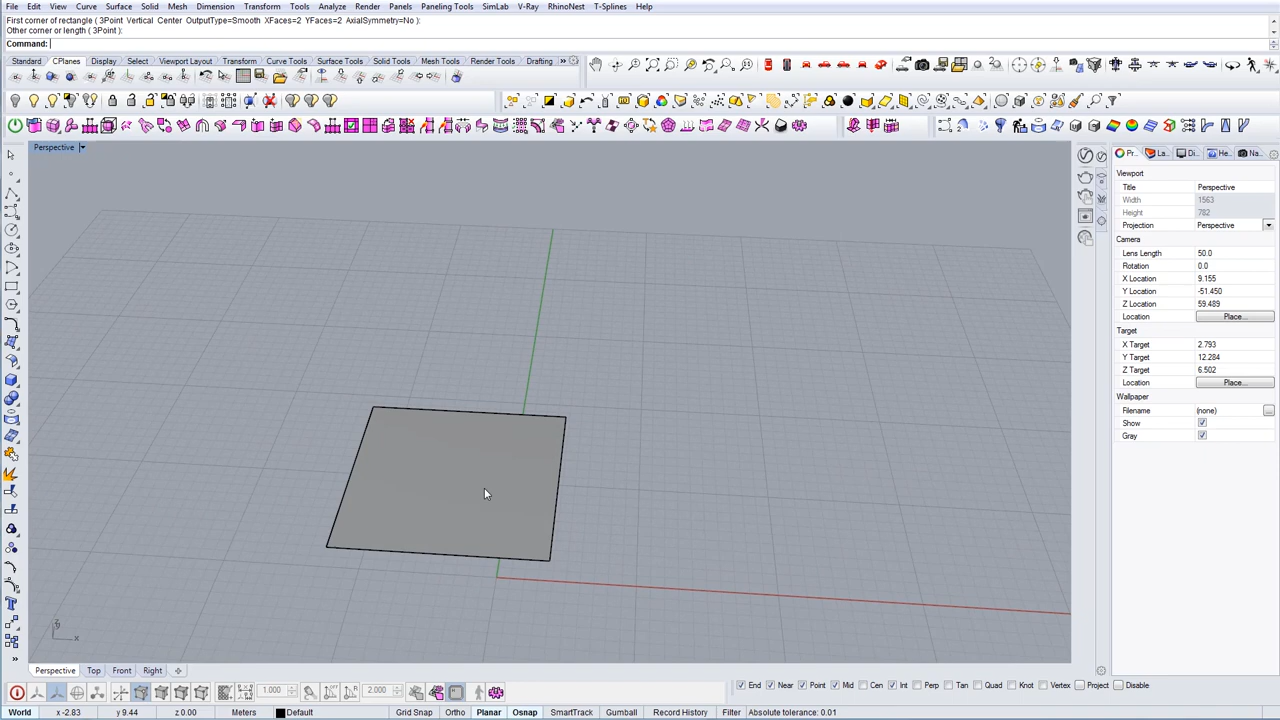 File Edit View Curve Surface Solid Mesh Dimension Transform Tools Analyze Render Panels Paneling Tools SimLab V-Ray RhinoNest T-Splines Help
First corner of rectangle ( 3Point Vertical Center OutputType=Smooth XFaces=2 YFaces=2 AxialSymmetry=No ):
Other corner or length ( 3Point ):
Command:
Standard CPlanes Display Select Viewport Layout Transform Curve Tools Surface Tools Solid Tools Mesh Tools Render Tools Drafting »
Perspective
Pr... La... Di... He... Na...
Viewport
Title Perspective
Width 1563
Height 782
Projection Perspective
Camera
Lens Length 50.0
Rotation 0.0
X Location 9.155
Y Location -51.450
Z Location 59.489
Location Place...
Target
X Target 2.793
Y Target 12.284
Z Target 6.502
Location Place...
Wallpaper
Filename (none) ...
Show
Gray
x
Perspective Top Front Right
1.000 2.000 End Near Point Mid Cen Int Perp Tan Quad Knot Vertex Project Disable
World x -2.83 y 9.44 z 0.00 Meters Default Grid Snap Ortho Planar Osnap SmartTrack Gumball Record History Filter Absolute tolerance: 0.01